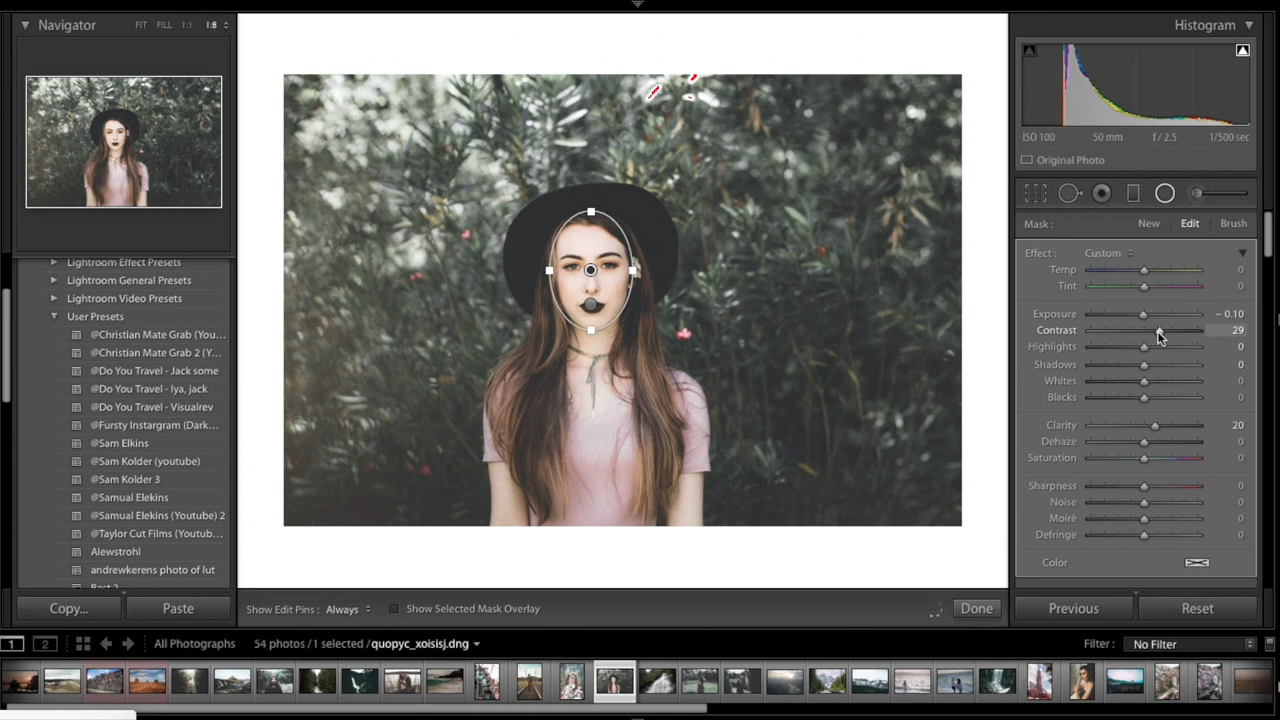 Navigator FIT FILL 1:1 1:8
Lightroom Effect Presets
Lightroom General Presets
Lightroom Video Presets
User Presets
@Christian Mate Grab (You...
@Christian Mate Grab 2 (Y...
@Do You Travel - Jack some
@Do You Travel - Iya, jack
@Do You Travel - Visualrev
@Fursty Instargram (Dark...
@Sam Elkins
@Sam Kolder (youtube)
@Sam Kolder 3
@Samual Elekins
@Samual Elekins (Youtube) 2
@Taylor Cut Films (Youtub...
Alewstrohl
andrewkerens photo of lut
Best 2
Copy... Paste
Show Edit Pins : Always Show Selected Mask Overlay Done
Histogram
ISO 100 50 mm f / 2.5 1/500 sec
Original Photo
Mask : New Edit Brush
Effect : Custom
Temp 0
Tint 0
Exposure – 0.10
Contrast 29
Highlights 0
Shadows 0
Whites 0
Blacks 0
Clarity 20
Dehaze 0
Saturation 0
Sharpness 0
Noise 0
Moirè 0
Defringe 0
Color
Previous Reset
1 2 All Photographs 54 photos / 1 selected / quopyc_xoisisj.dng Filter : No Filter